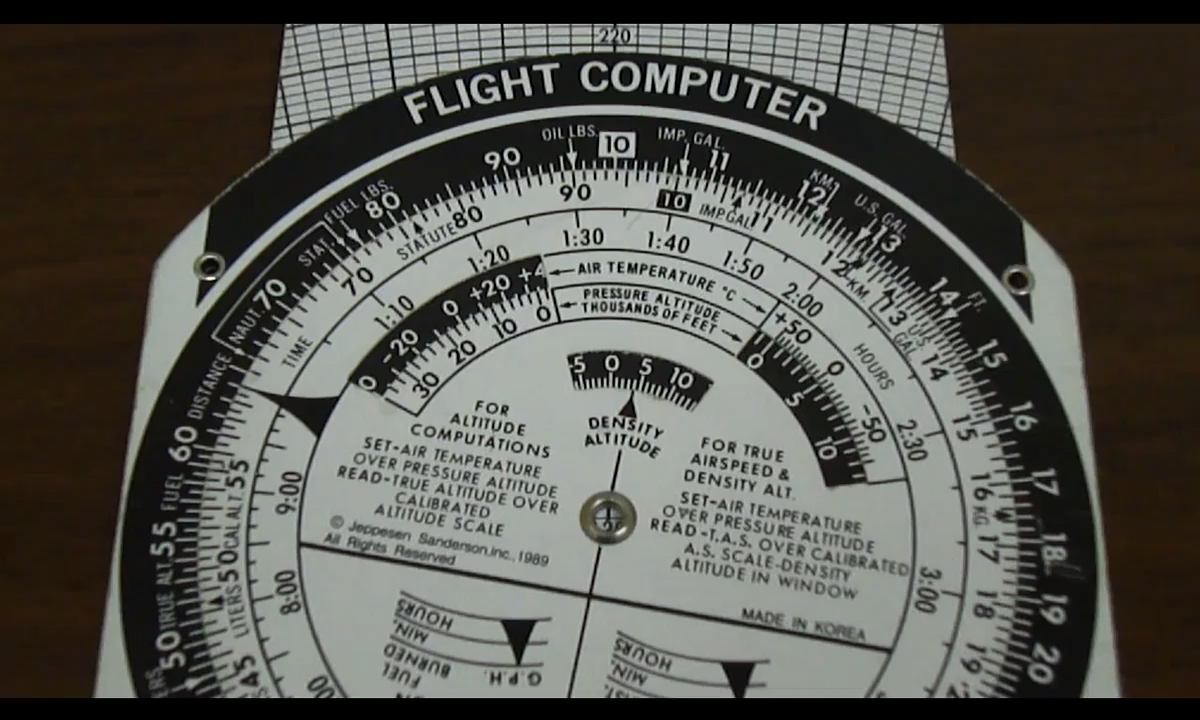 220
FLIGHT COMPUTER
OIL LBS. 10 IMP. GAL.
90 11
KM. 12
FUEL LBS. U.S. GAL.
80 13
STAT. 14 FT.
70 15
NAUT. 16
DISTANCE 17
60 18
FUEL 19
55 20
TRUE ALT.
50
90 10 IMP.GAL. 11
80 12 KM.
STATUTE 13 U.S. GAL.
70 14
15
16 KG
17
55 18
CAL. ALT. 19
50
LITERS
45
TIME 1:10 1:20 1:30 1:40 1:50 2:00 HOURS 2:30 3:00
9:00
8:00
0 -20 0 +20 +4
30 20 10 0
AIR TEMPERATURE °C
PRESSURE ALTITUDE
THOUSANDS OF FEET
+50 0 -50
0 5 10
-5 0 5 10
DENSITY
ALTITUDE
FOR
ALTITUDE
COMPUTATIONS
SET-AIR TEMPERATURE
OVER PRESSURE ALTITUDE
READ-TRUE ALTITUDE OVER
CALIBRATED
ALTITUDE SCALE
FOR TRUE
AIRSPEED &
DENSITY ALT.
SET-AIR TEMPERATURE
OVER PRESSURE ALTITUDE
READ-T.A.S. OVER CALIBRATED
A.S. SCALE-DENSITY
ALTITUDE IN WINDOW
© Jeppesen Sanderson, Inc., 1989
All Rights Reserved
MADE IN KOREA
HOURS
MIN.
BURNED
FUEL
G.P.H.
HOURS
MIN.